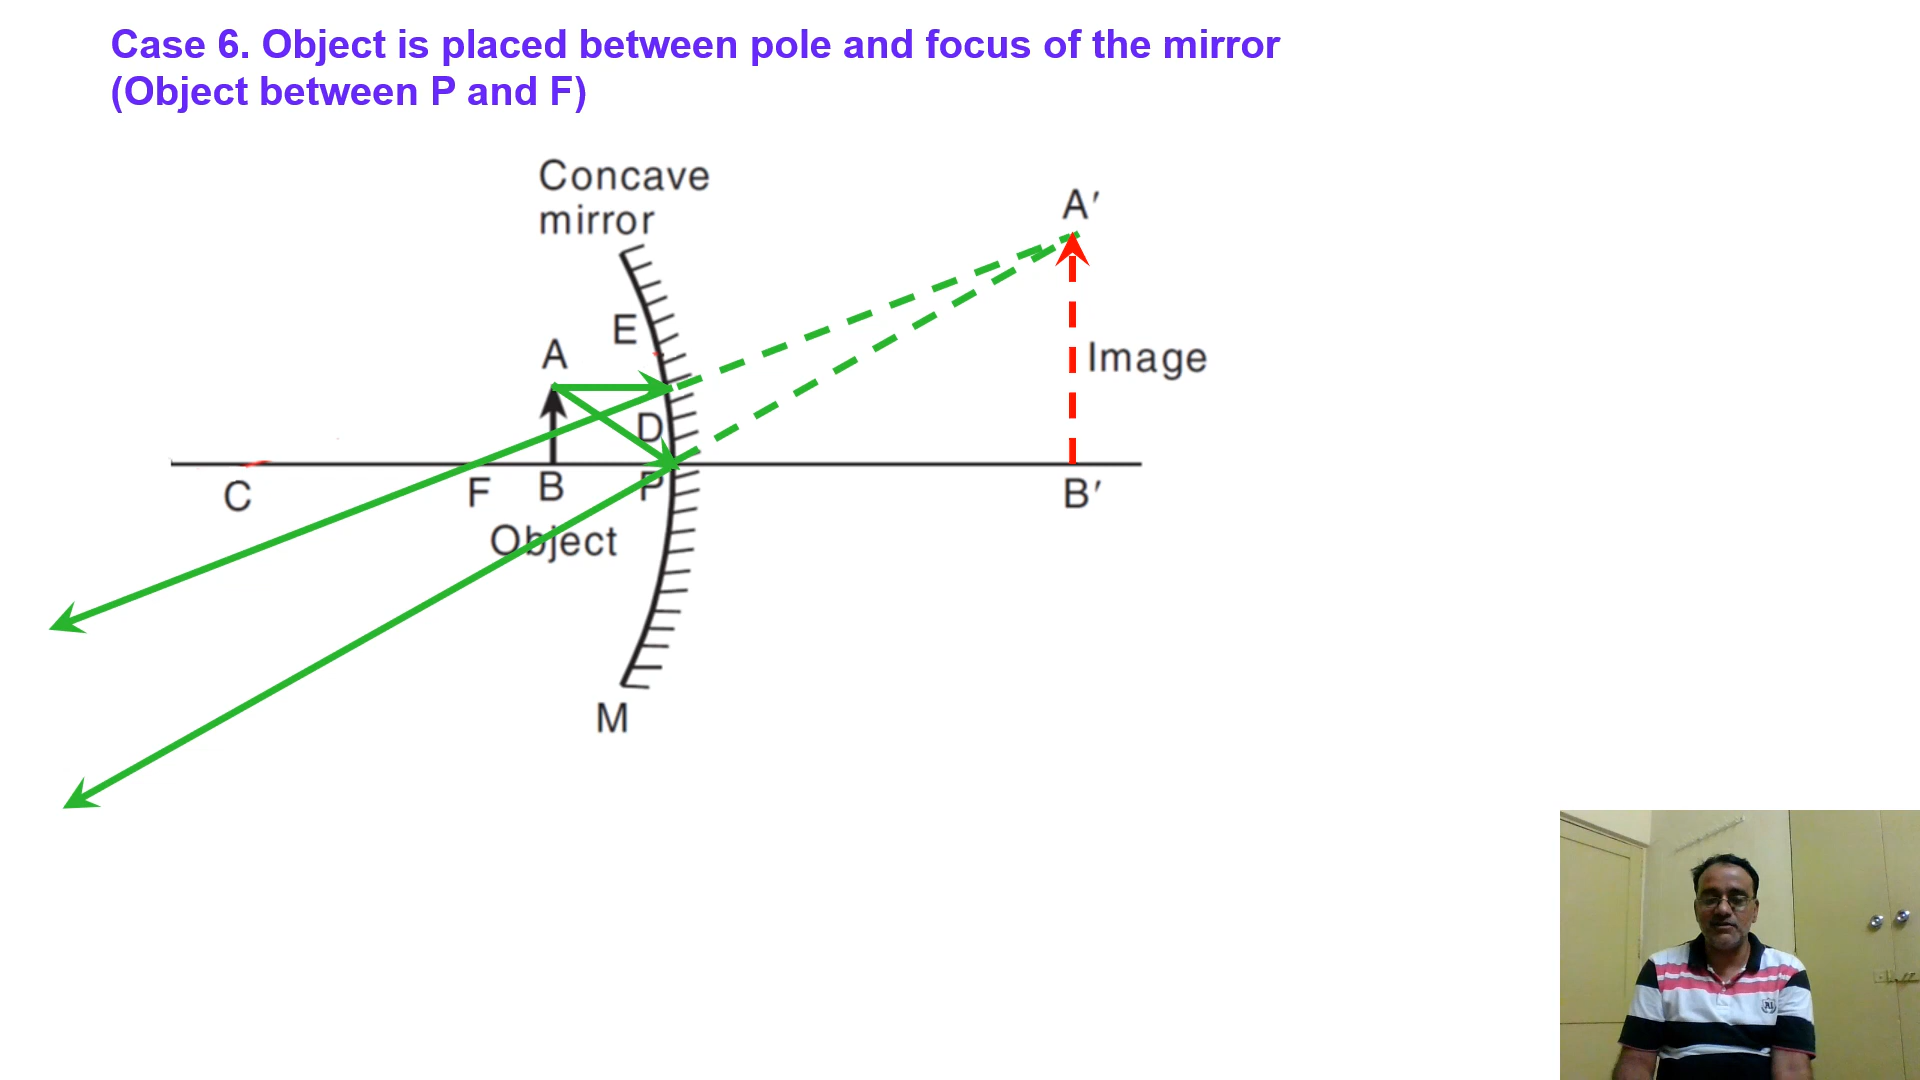 Case 6. Object is placed between pole and focus of the mirror
(Object between P and F)
Concave
mirror
A′
E
A
Image
D
C
F
B
P
B′
Object
M